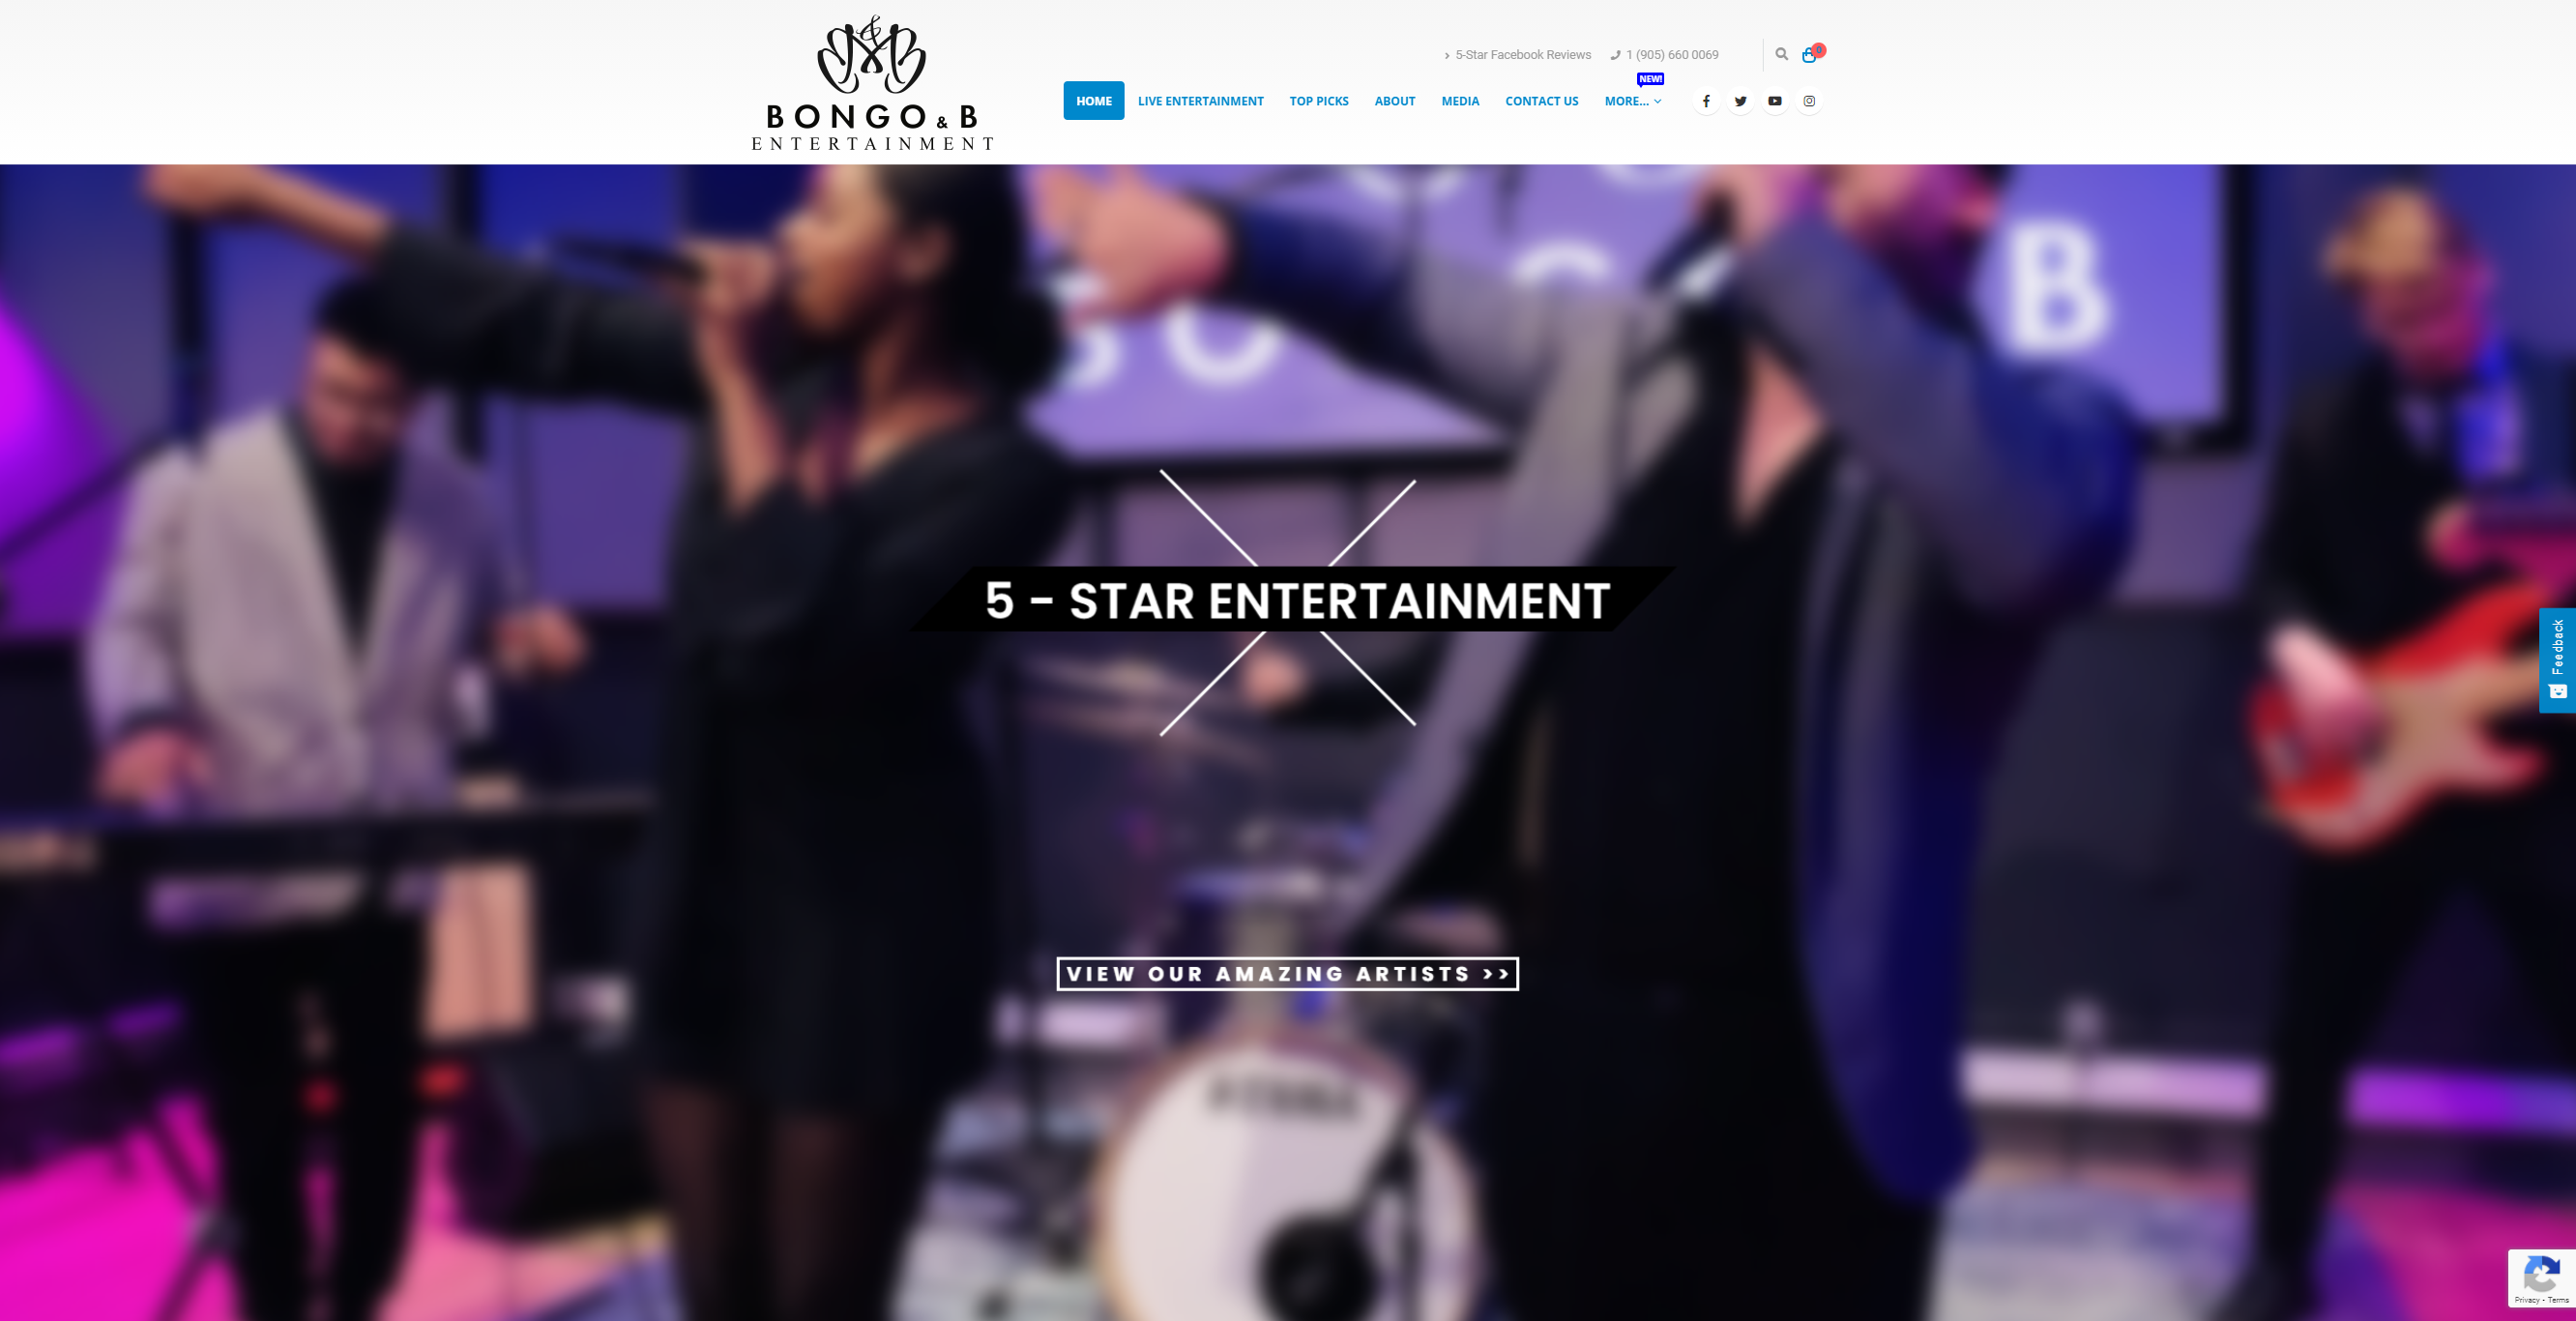 & 
BONGO & B
ENTERTAINMENT
5-Star Facebook Reviews
1 (905) 660 0069
0
NEW!
HOME
LIVE ENTERTAINMENT
TOP PICKS
ABOUT
MEDIA
CONTACT US
MORE...
B
5 - STAR ENTERTAINMENT
Feedback
VIEW OUR AMAZING ARTISTS >>
Privacy - Terms